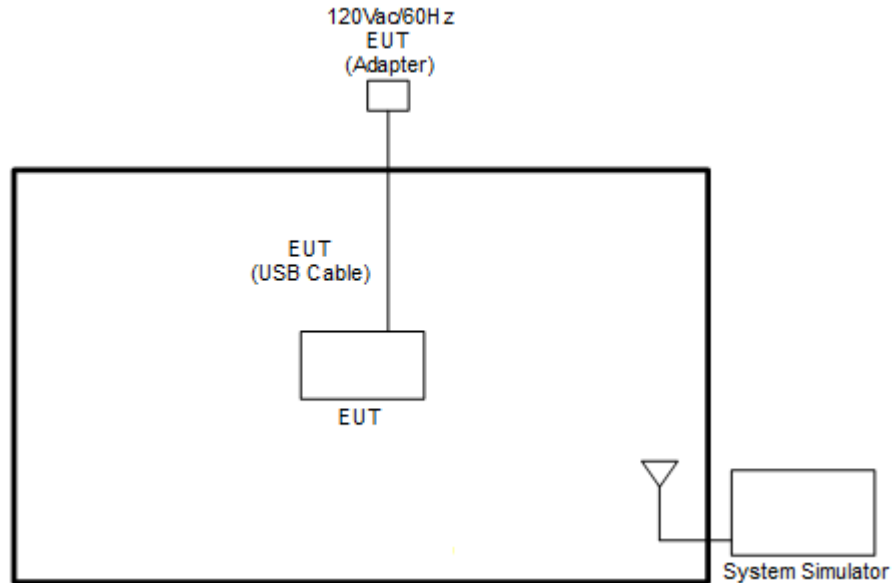 120Vac/60Hz
EUT
(Adapter)
EUT
(USB Cable)
EUT
System Simulator